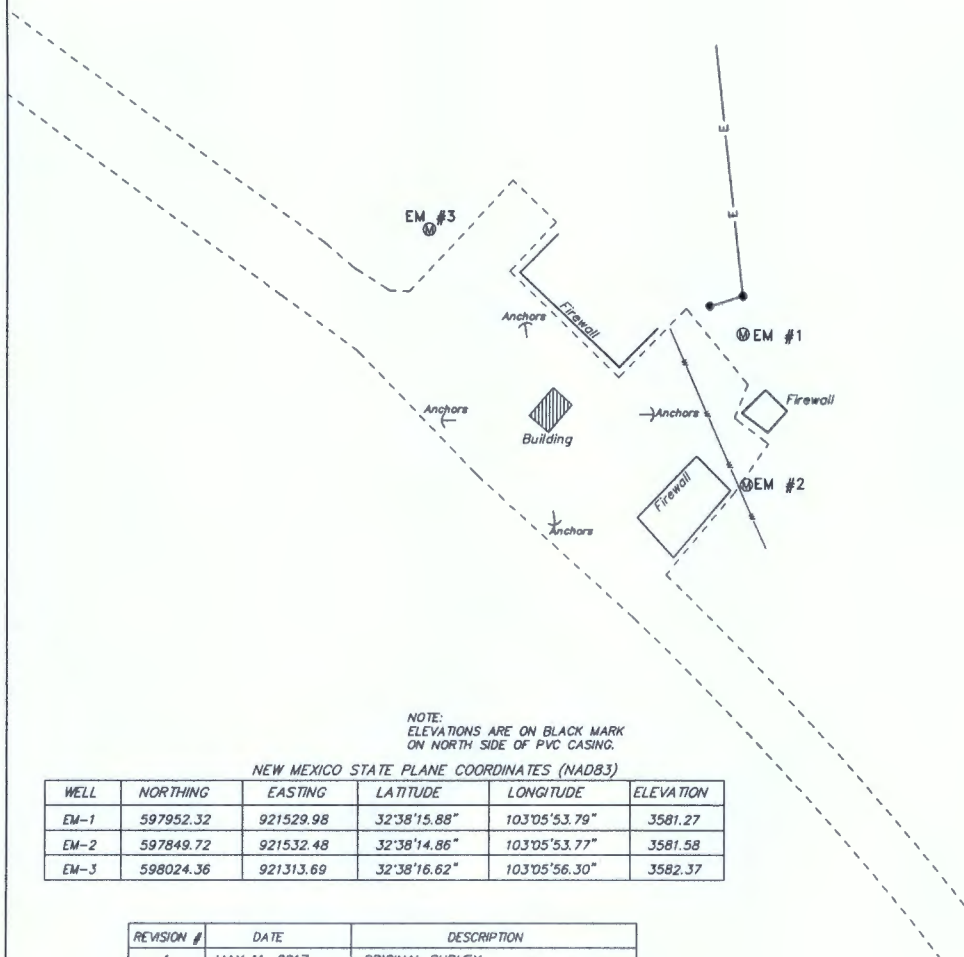 E
E
EM #3
Anchors
Firewall
EM #1
Anchors
Anchors
Firewall
Building
Firewall
EM #2
Anchors
NOTE:
ELEVATIONS ARE ON BLACK MARK
ON NORTH SIDE OF PVC CASING.
NEW MEXICO STATE PLANE COORDINATES (NAD83)
WELL NORTHING EASTING LATITUDE LONGITUDE ELEVATION
EM-1 597952.32 921529.98 32°38'15.88" 103°05'53.79" 3581.27
EM-2 597849.72 921532.48 32°38'14.86" 103°05'53.77" 3581.58
EM-3 598024.36 921313.69 32°38'16.62" 103°05'56.30" 3582.37
REVISION # DATE DESCRIPTION
ORIGINAL SURVEY